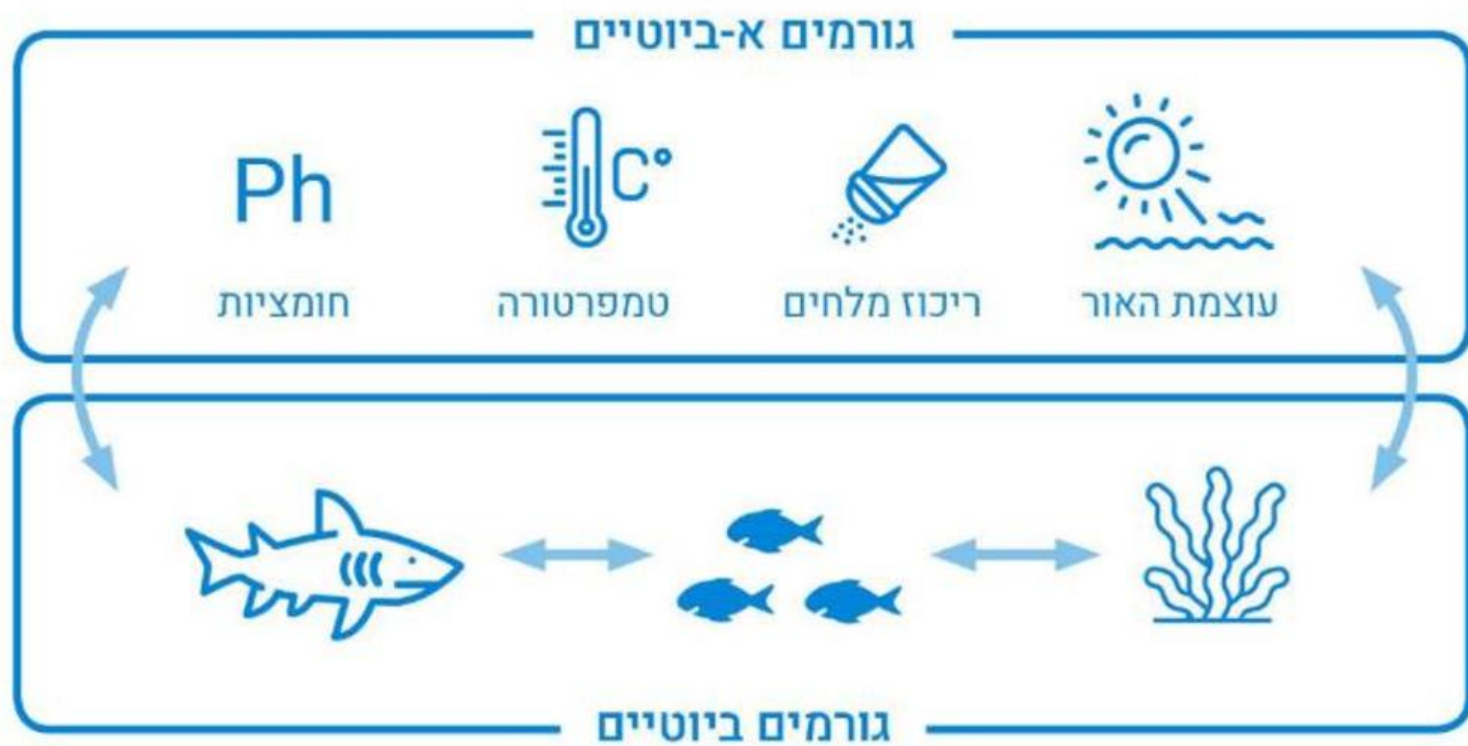 גורמים א-ביוטיים
C°
Ph
עוצמת האור
ריכוז מלחים
טמפרטורה
חומציות
גורמים ביוטיים